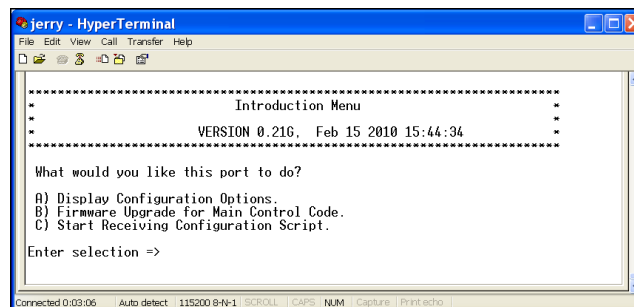 jerry - HyperTerminal
File Edit View Call Transfer Help
************************************************************************
* Introduction Menu *
* *
* VERSION 0.21G, Feb 15 2010 15:44:34 *
************************************************************************
What would you like this port to do?
A) Display Configuration Options.
B) Firmware Upgrade for Main Control Code.
C) Start Receiving Configuration Script.
Enter selection =>
Connected 0:03:06 Auto detect 115200 8-N-1 SCROLL CAPS NUM Capture Print echo